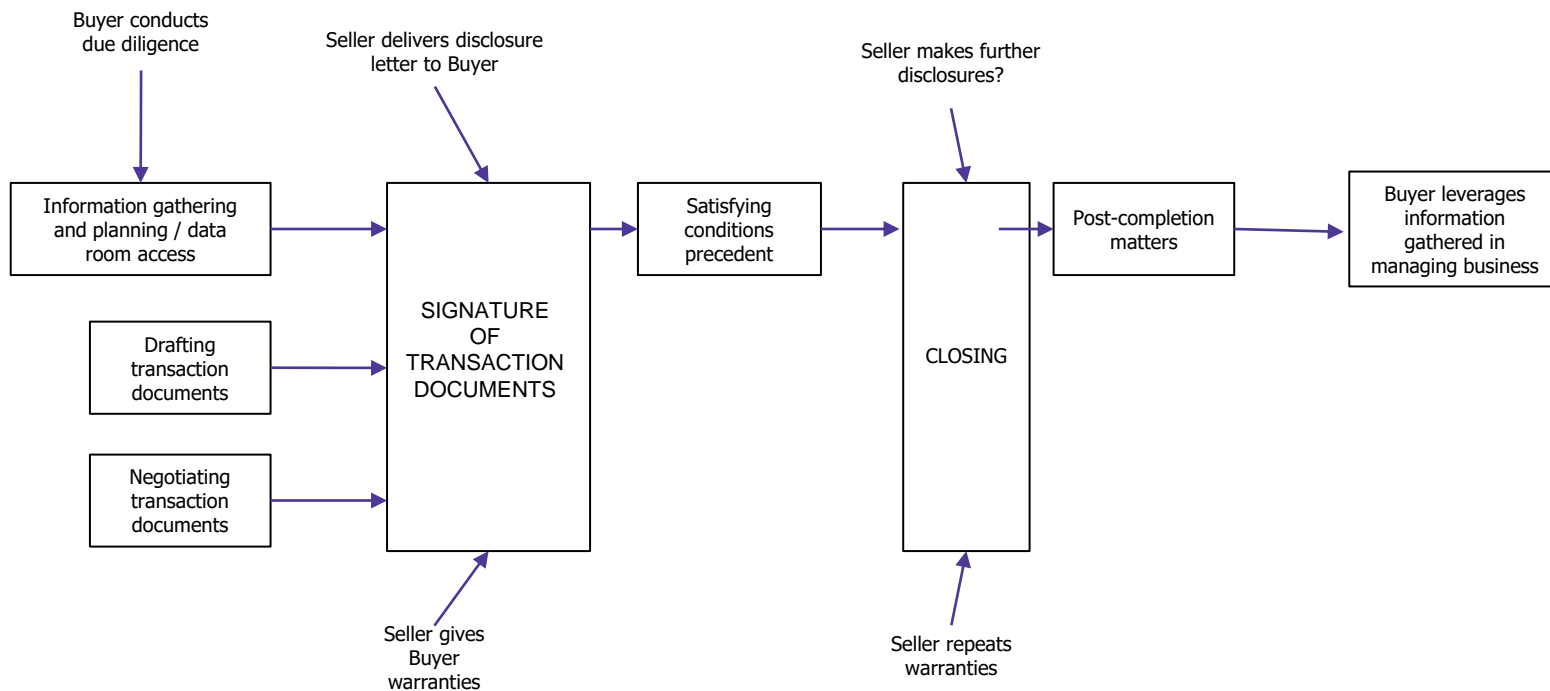 Buyer conducts
due diligence
Seller delivers disclosure
letter to Buyer
Seller makes further
disclosures?
Information gathering
and planning / data
room access
Drafting
transaction
documents
Negotiating
transaction
documents
SIGNATURE
OF
TRANSACTION
DOCUMENTS
Satisfying
conditions
precedent
CLOSING
Post-completion
matters
Buyer leverages
information
gathered in
managing business
Seller gives
Buyer
warranties
Seller repeats
warranties